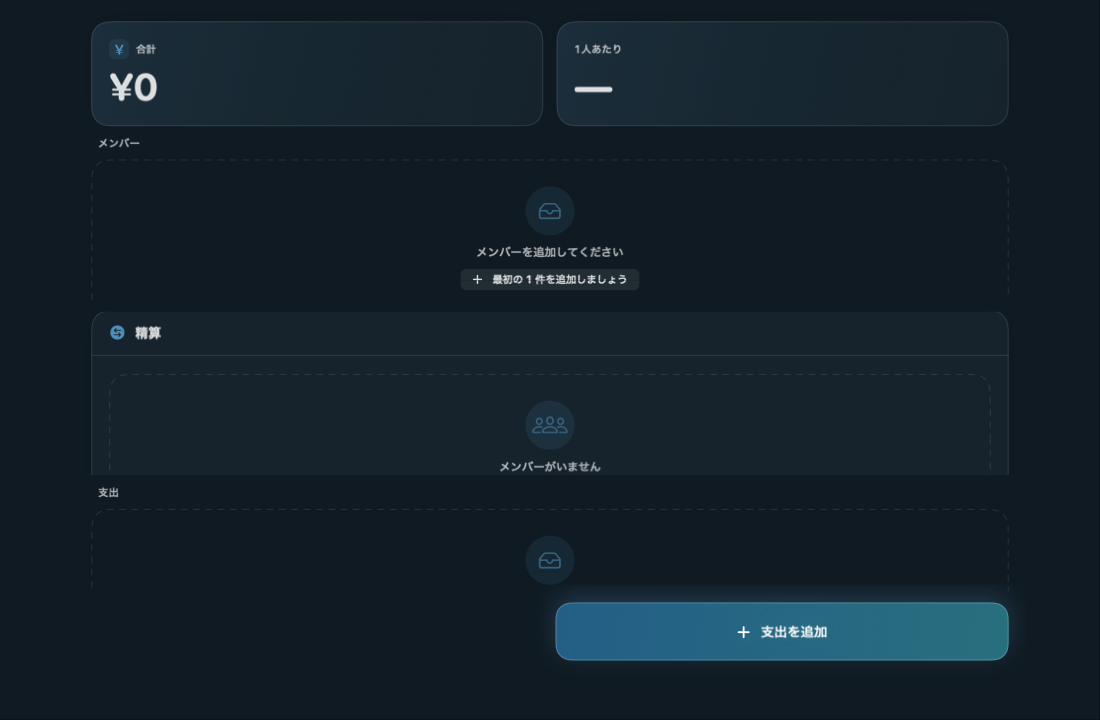 ¥ 合計
¥0
1人あたり
—
メンバー
メンバーを追加してください
+ 最初の 1 件を追加しましょう
精算
メンバーがいません
支出
+ 支出を追加